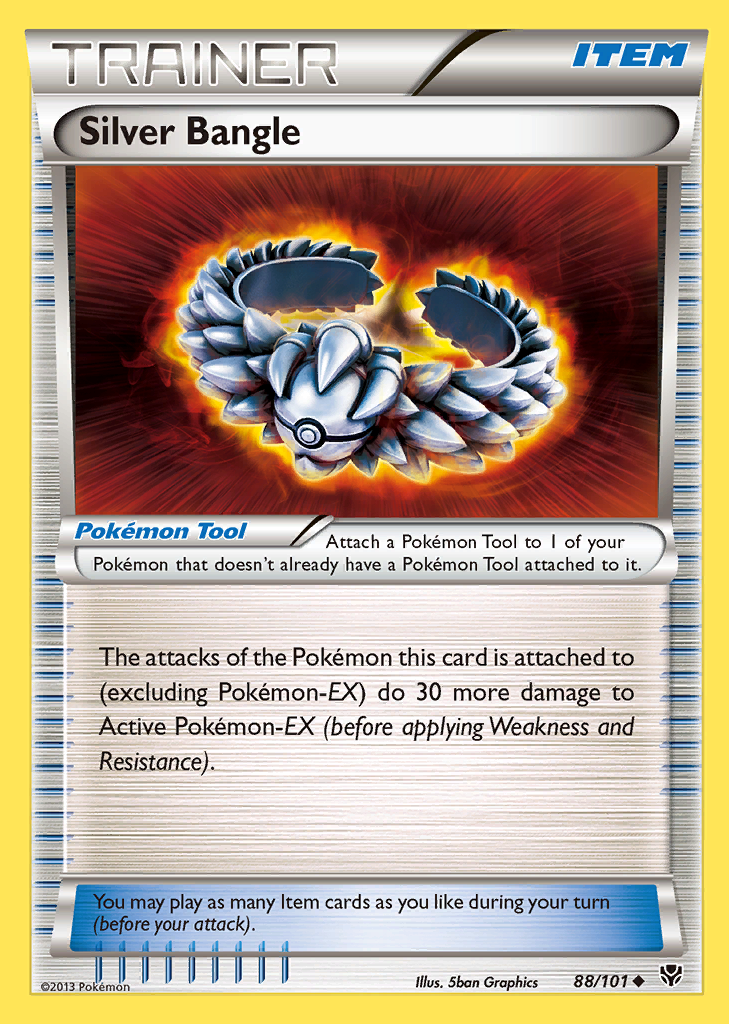 TRAINER
ITEM
Silver Bangle
Pokémon Tool
Attach a Pokémon Tool to 1 of your
Pokémon that doesn't already have a Pokémon Tool attached to it.
The attacks of the Pokémon this card is attached to
(excluding Pokémon-EX) do 30 more damage to
Active Pokémon-EX (before applying Weakness and
Resistance).
You may play as many Item cards as you like during your turn
(before your attack).
©2013 Pokémon
Illus. 5ban Graphics
88/101